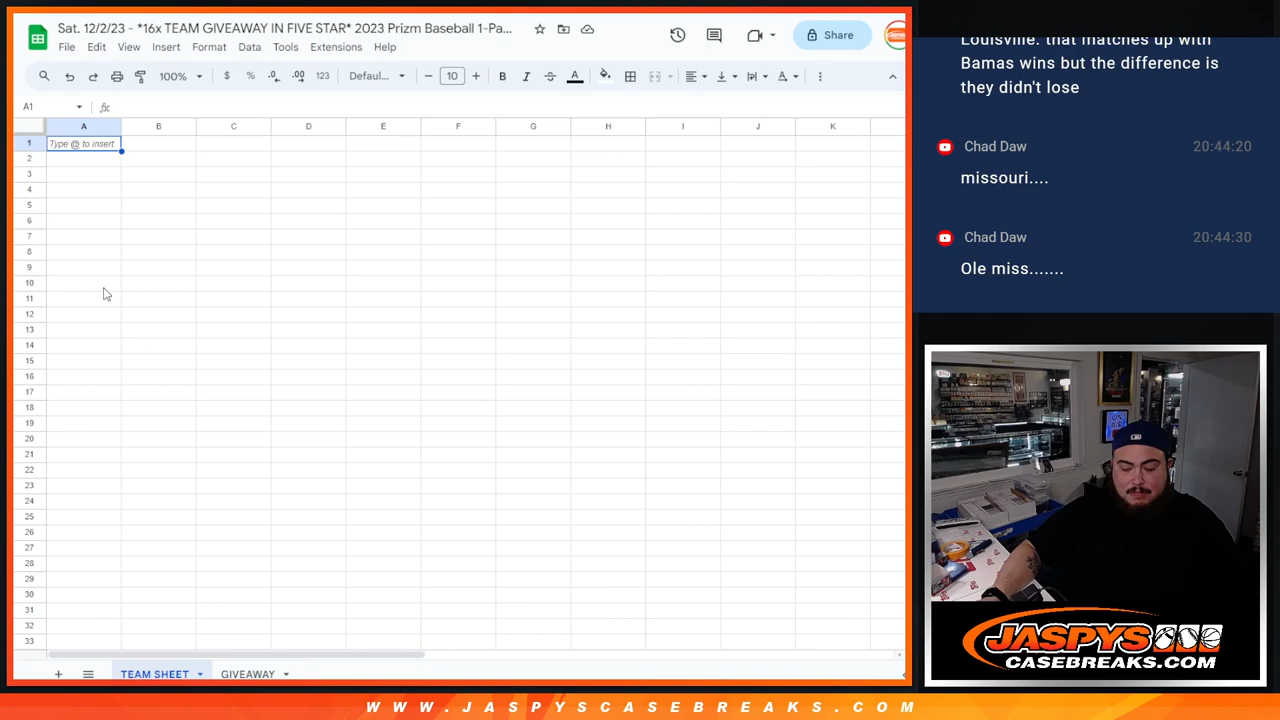 Sat. 12/2/23 - *16x TEAM GIVEAWAY IN FIVE STAR* 2023 Prizm Baseball 1-Pa...
File Edit View Insert Format Data Tools Extensions Help
Share
100% $ % .0 .00 123 Defaul... 10 B I A
A1 fx
A B C D E F G H I J K
1 Type @ to insert
2
3
4
5
6
7
8
9
10
11
12
13
14
15
16
17
18
19
20
21
22
23
24
25
26
27
28
29
30
31
32
33
TEAM SHEET GIVEAWAY
Louisville. that matches up with
Bamas wins but the difference is
they didn't lose
Chad Daw 20:44:20
missouri....
Chad Daw 20:44:30
Ole miss.......
JASPYS
CASEBREAKS.COM
WWW.JASPYSCASEBREAKS.COM